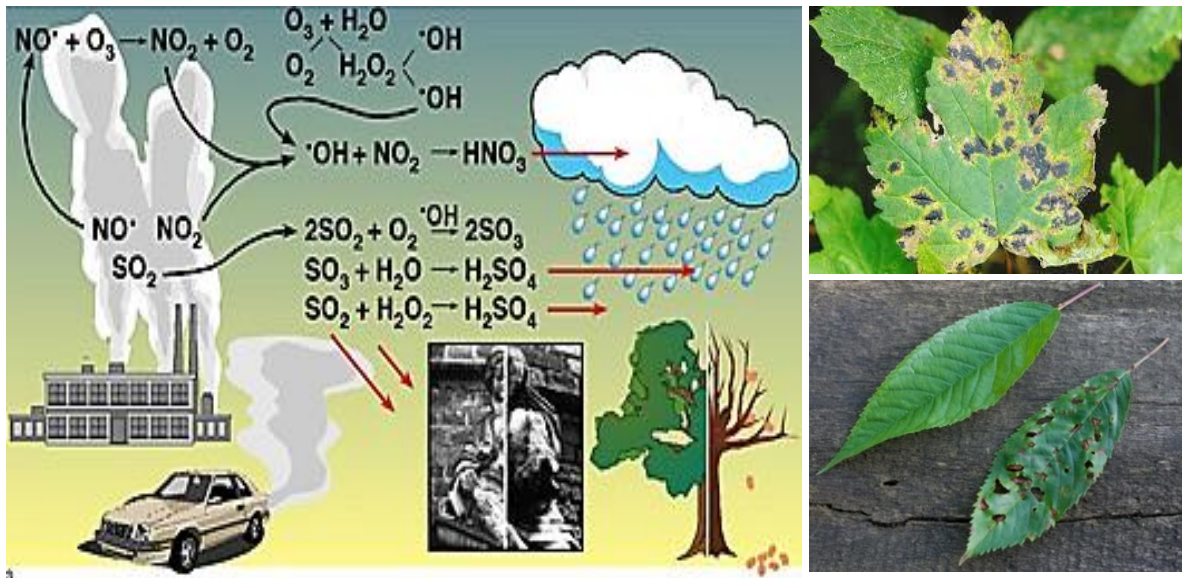 NO• + O₃ → NO₂ + O₂
O₃ + H₂O
O₂ H₂O₂
•OH
•OH
•OH + NO₂ → HNO₃
NO• NO₂
SO₂
2SO₂ + O₂ •OH→ 2SO₃
SO₃ + H₂O → H₂SO₄
SO₂ + H₂O₂ → H₂SO₄